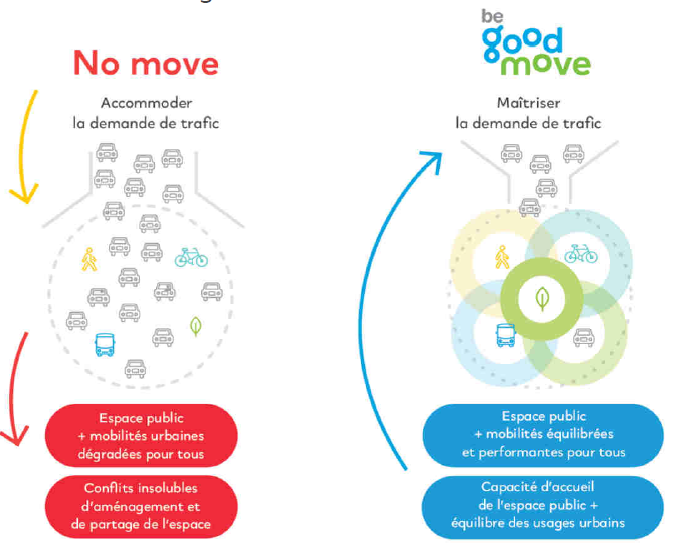 No move
Accommoder
la demande de trafic
Espace public
+ mobilités urbaines
dégradées pour tous
Conflits insolubles
d'aménagement et
de partage de l'espace
be
good
move
Maîtriser
la demande de trafic
Espace public
+ mobilités équilibrées
et performantes pour tous
Capacité d'accueil
de l'espace public +
équilibre des usages urbains